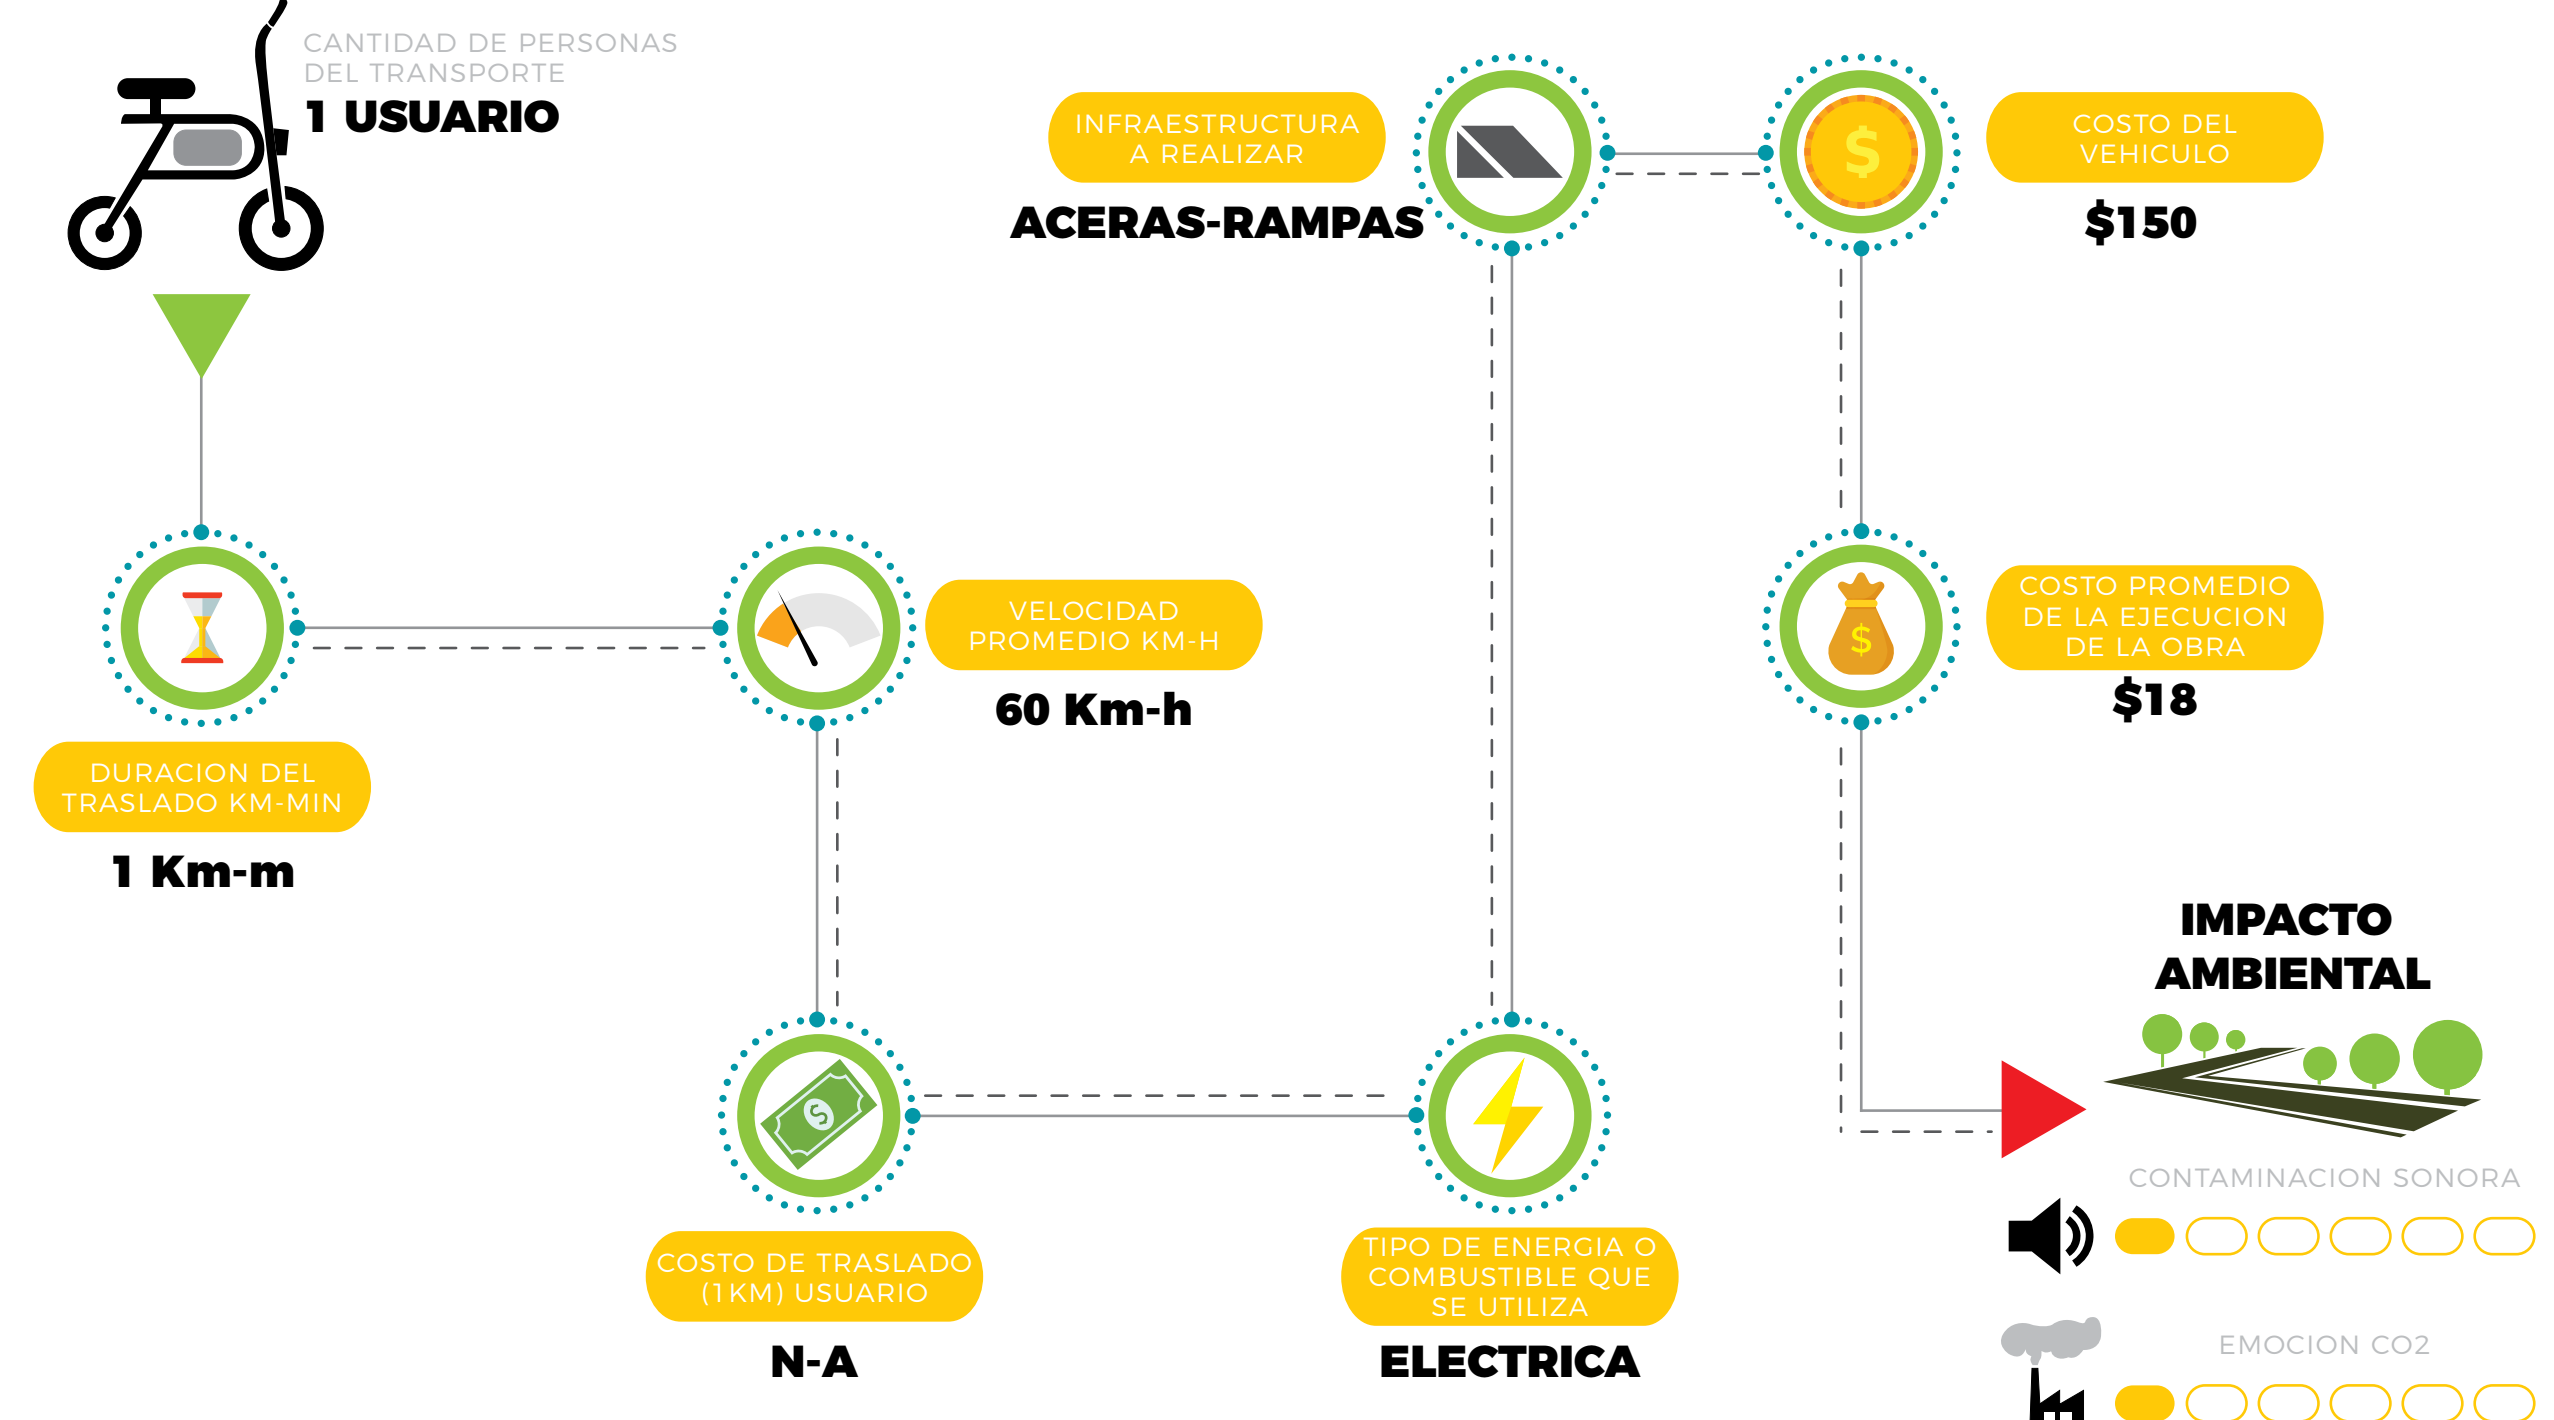 CANTIDAD DE PERSONAS
DEL TRANSPORTE
1 USUARIO
DURACION DEL
TRASLADO KM-MIN
1 Km-m
VELOCIDAD
PROMEDIO KM-H
60 Km-h
COSTO DE TRASLADO
(1KM) USUARIO
N-A
TIPO DE ENERGIA O
COMBUSTIBLE QUE
SE UTILIZA
ELECTRICA
INFRAESTRUCTURA
A REALIZAR
ACERAS-RAMPAS
$
COSTO DEL
VEHICULO
$150
$
COSTO PROMEDIO
DE LA EJECUCION
DE LA OBRA
$18
IMPACTO
AMBIENTAL
CONTAMINACION SONORA
EMOCION CO2
$